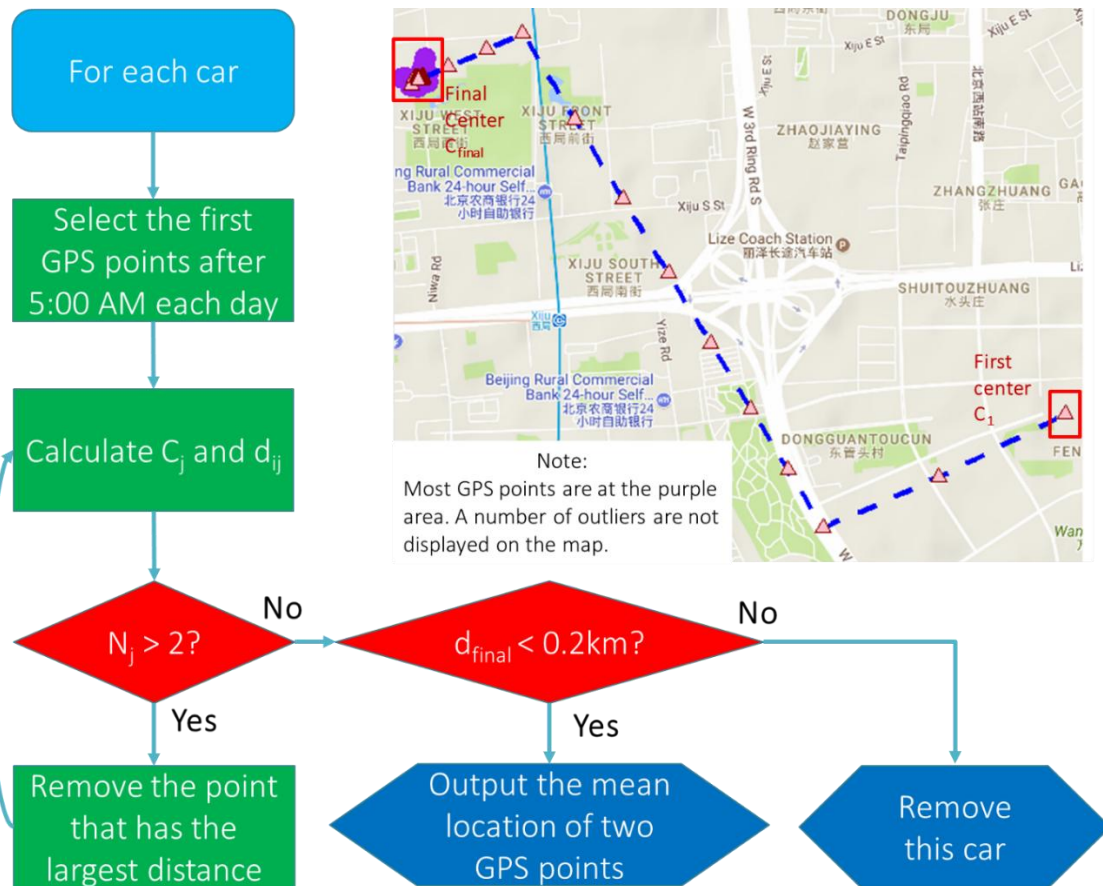 For each car
Select the first
GPS points after
5:00 AM each day
Calculate Cj and dij
Nj > 2?
No
Yes
Remove the point
that has the
largest distance
dfinal < 0.2km?
No
Yes
Output the mean
location of two
GPS points
Remove
this car
Final
Center
Cfinal
XIJU WEST
STREET
西局西街
XIJU FRONT
STREET
西局前街
ng Rural Commercial
Bank 24-hour Self...
北京农商银行24
小时自助银行
Niwa Rd
XIJU SOUTH
STREET
西局南街
Xiju S St
Xiju
西局
Yize Rd
Beijing Rural Commercial
Bank 24-hour Self...
北京农商银行24
小时自助银行
Xiju E St
Xiju E St
Xiju E St
DONGJU
东局
W 3rd Ring Rd S
Taipingqiao Rd
北京西站南路
ZHAOJIAYING
赵家营
ZHANGZHUANG
张庄
GA
Lize Coach Station
丽泽长途汽车站
P
Li
SHUITOUZHUANG
水头庄
First
center
C1
DONGGUANTOUCUN
东管头村
FEN
Wan
W
Note:
Most GPS points are at the purple
area. A number of outliers are not
displayed on the map.